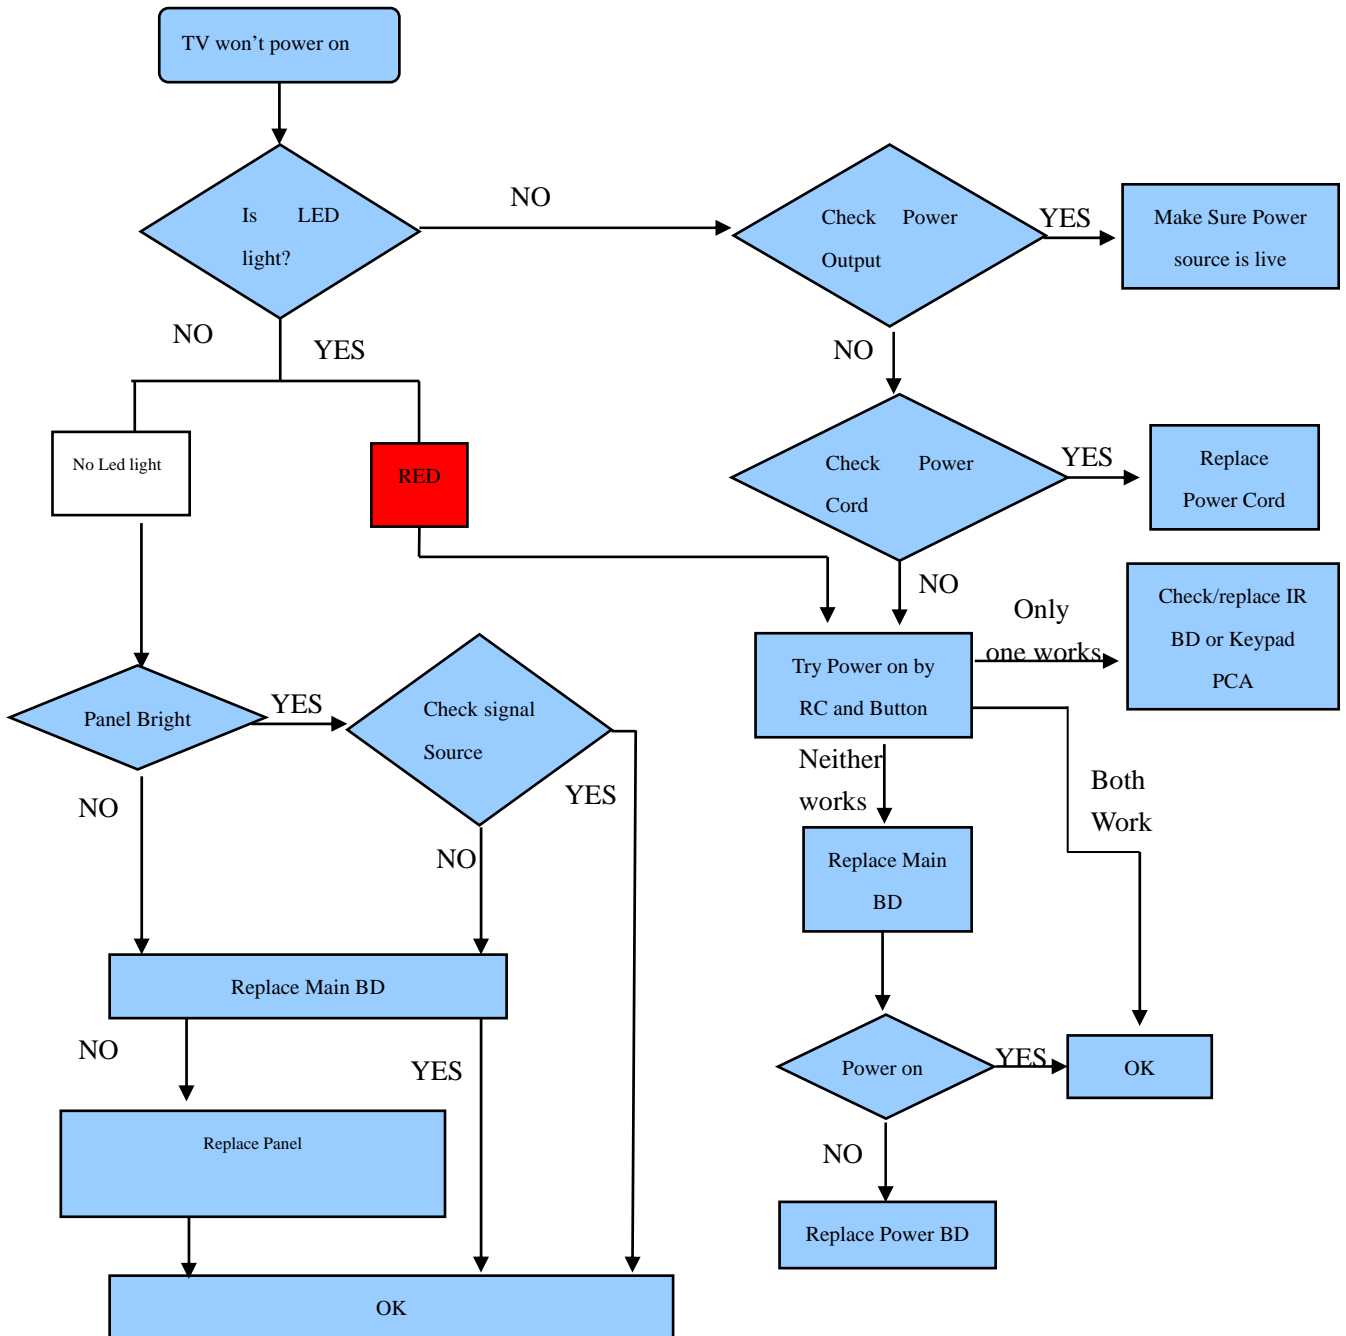 TV won’t power on
Is LED
light?
NO
Check Power
Output
YES
Make Sure Power
source is live
NO
YES
NO
No Led light
RED
Check Power
Cord
YES
Replace
Power Cord
NO
Only
one works
Check/replace IR
BD or Keypad
PCA
Try Power on by
RC and Button
Panel Bright
YES
Check signal
Source
YES
NO
NO
Neither
works
Both
Work
Replace Main
BD
Replace Main BD
NO
YES
Power on
YES
OK
Replace Panel
NO
Replace Power BD
OK